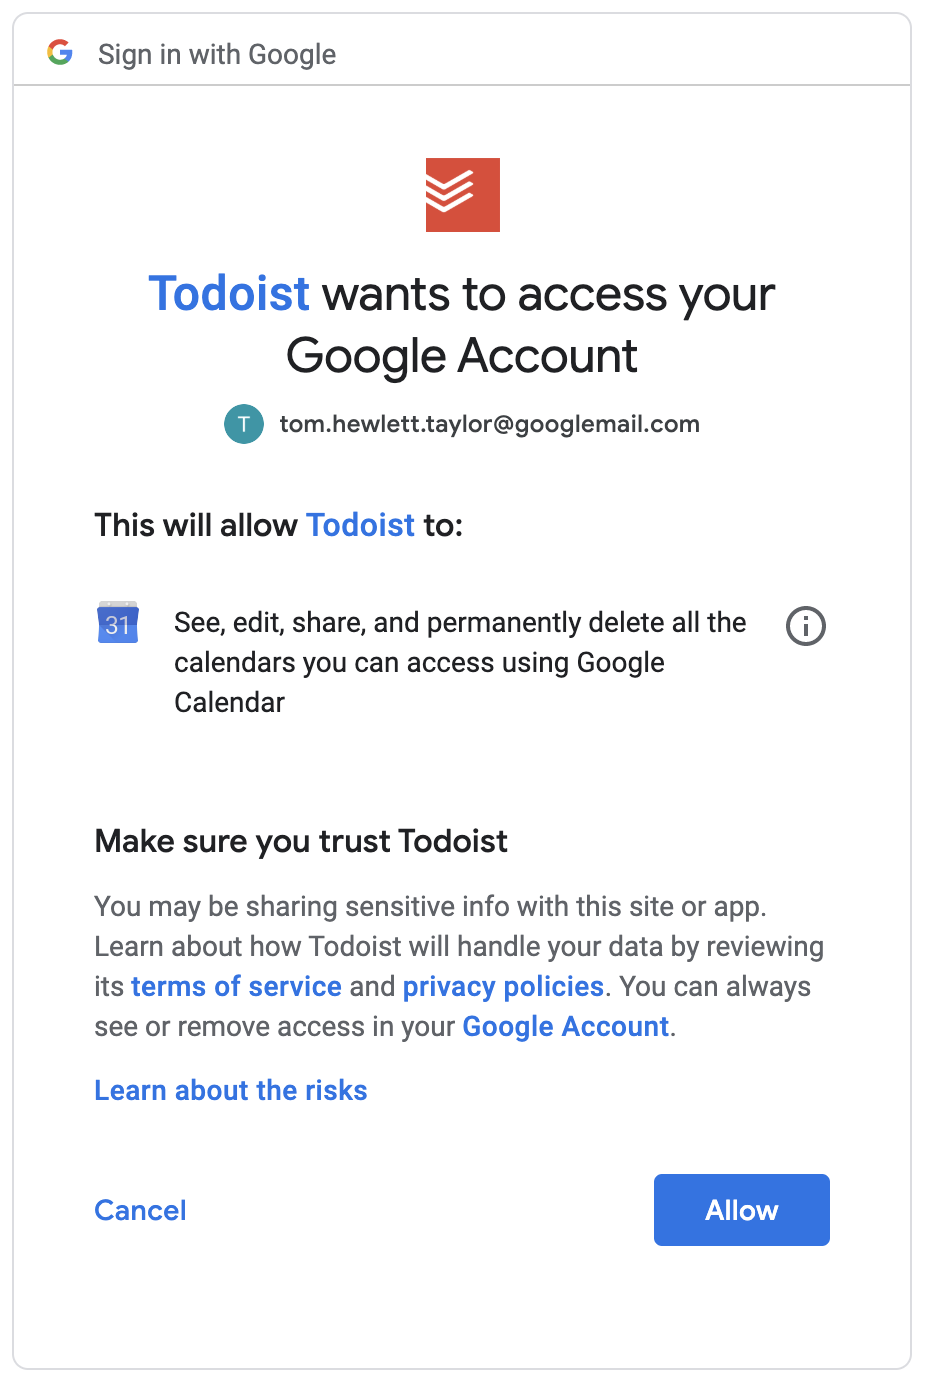 Sign in with Google
Todoist wants to access your
Google Account
T tom.hewlett.taylor@googlemail.com
This will allow Todoist to:
31 See, edit, share, and permanently delete all the
calendars you can access using Google
Calendar
Make sure you trust Todoist
You may be sharing sensitive info with this site or app.
Learn about how Todoist will handle your data by reviewing
its terms of service and privacy policies. You can always
see or remove access in your Google Account.
Learn about the risks
Cancel Allow